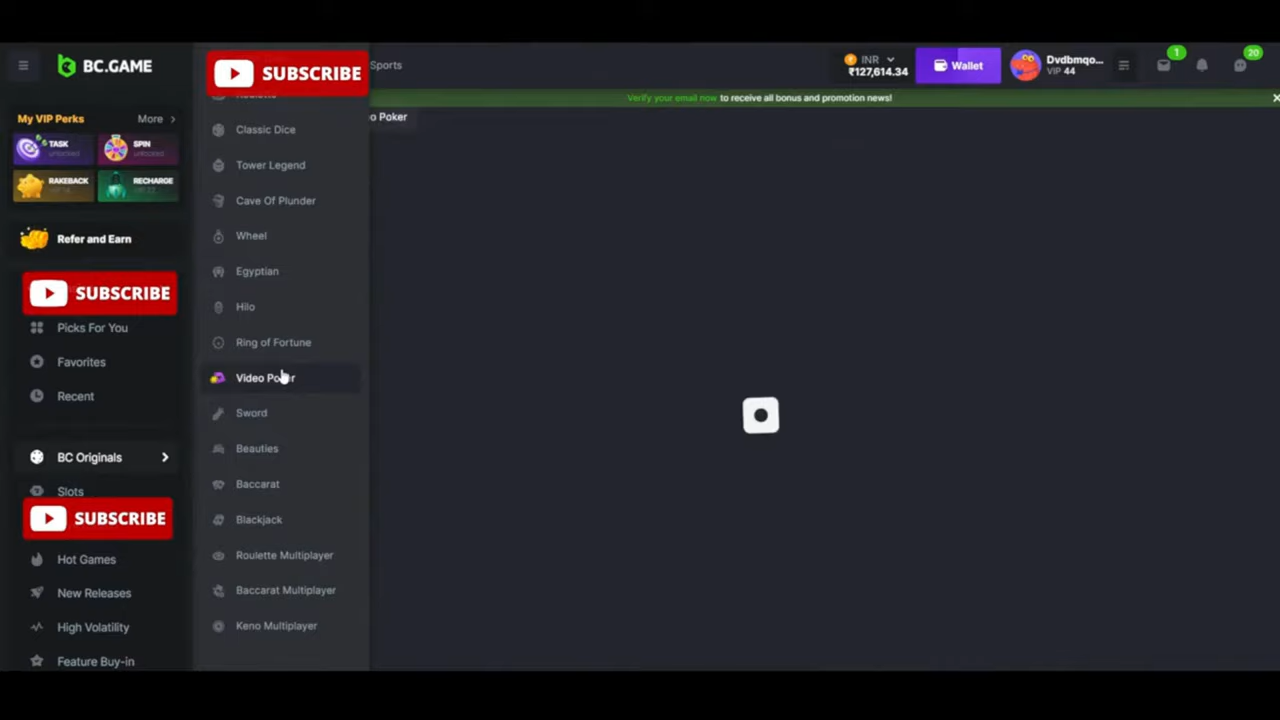 BC.GAME
SUBSCRIBE
Sports
INR
₹127,614.34
Wallet
Dvdbmqo...
VIP 44
1
20
Verify your email now to receive all bonus and promotion news!
My VIP Perks
More
TASK
SPIN
RAKEBACK
RECHARGE
Refer and Earn
SUBSCRIBE
Picks For You
Favorites
Recent
BC Originals
Slots
SUBSCRIBE
Hot Games
New Releases
High Volatility
Feature Buy-in
Classic Dice
Tower Legend
Cave Of Plunder
Wheel
Egyptian
Hilo
Ring of Fortune
Video Poker
Sword
Beauties
Baccarat
Blackjack
Roulette Multiplayer
Baccarat Multiplayer
Keno Multiplayer
o Poker